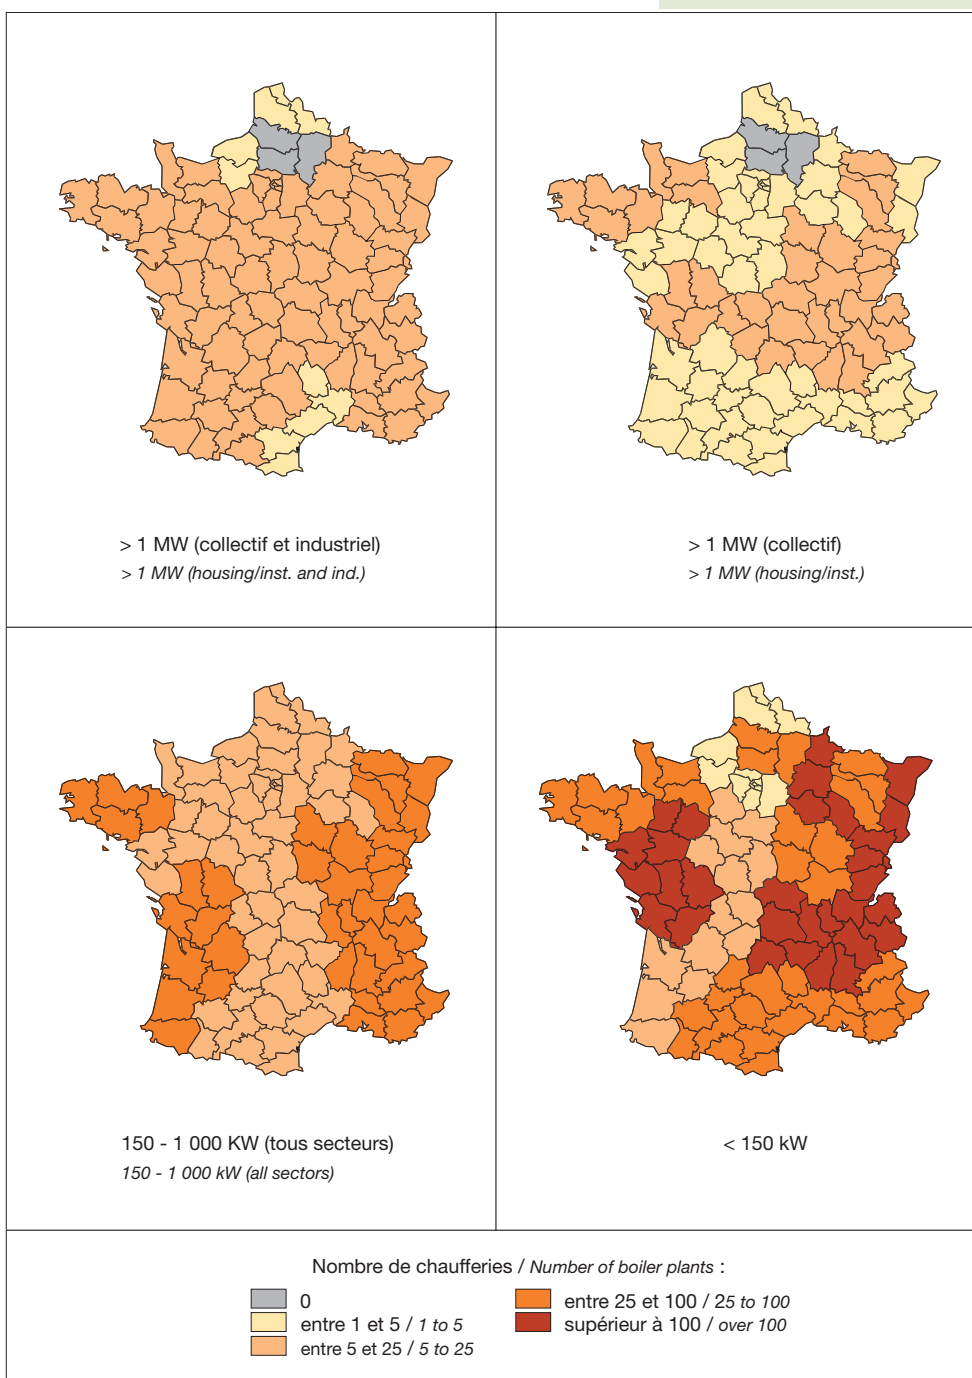 > 1 MW (collectif et industriel)
> 1 MW (housing/inst. and ind.)
> 1 MW (collectif)
> 1 MW (housing/inst.)
150 - 1 000 KW (tous secteurs)
150 - 1 000 kW (all sectors)
< 150 kW
Nombre de chaufferies / Number of boiler plants :
0
entre 1 et 5 / 1 to 5
entre 5 et 25 / 5 to 25
entre 25 et 100 / 25 to 100
supérieur à 100 / over 100